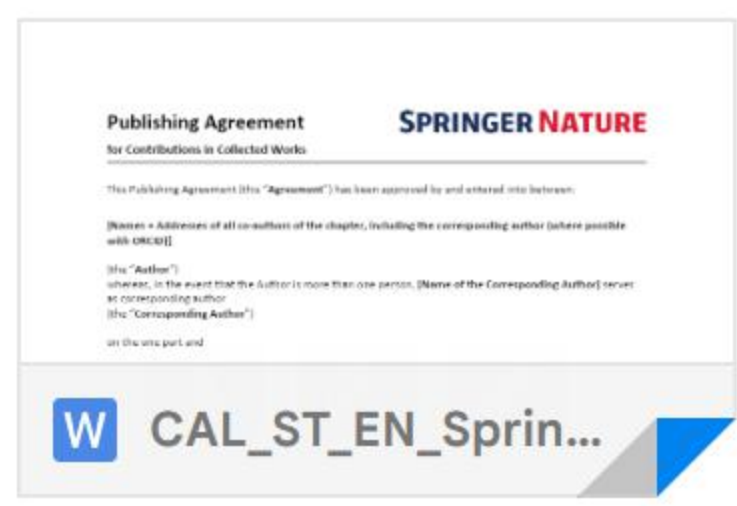 Publishing Agreement
SPRINGER NATURE
for Contributions in Collected Works
This Publishing Agreement (this "Agreement") has been approved by and entered into between:
[Names + Addresses of all co-authors of the chapter, including the corresponding author (where possible
with ORCID)]
(the "Author")
whereas, in the event that the Author is more than one person, [Name of the Corresponding Author] serves
as corresponding author
(the "Corresponding Author")
on the one part and
W CAL_ST_EN_Sprin...